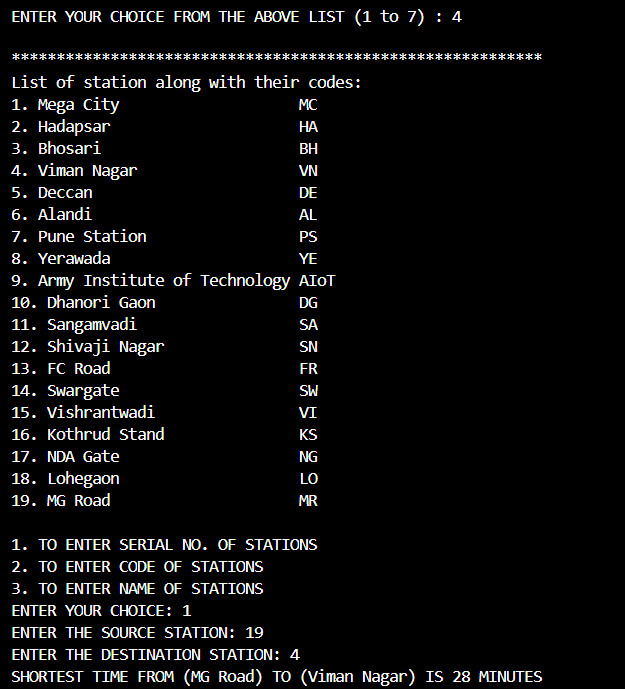 ENTER YOUR CHOICE FROM THE ABOVE LIST (1 to 7) : 4
***********************************************************
List of station along with their codes:
1. Mega City MC
2. Hadapsar HA
3. Bhosari BH
4. Viman Nagar VN
5. Deccan DE
6. Alandi AL
7. Pune Station PS
8. Yerawada YE
9. Army Institute of Technology AIoT
10. Dhanori Gaon DG
11. Sangamvadi SA
12. Shivaji Nagar SN
13. FC Road FR
14. Swargate SW
15. Vishrantwadi VI
16. Kothrud Stand KS
17. NDA Gate NG
18. Lohegaon LO
19. MG Road MR
1. TO ENTER SERIAL NO. OF STATIONS
2. TO ENTER CODE OF STATIONS
3. TO ENTER NAME OF STATIONS
ENTER YOUR CHOICE: 1
ENTER THE SOURCE STATION: 19
ENTER THE DESTINATION STATION: 4
SHORTEST TIME FROM (MG Road) TO (Viman Nagar) IS 28 MINUTES